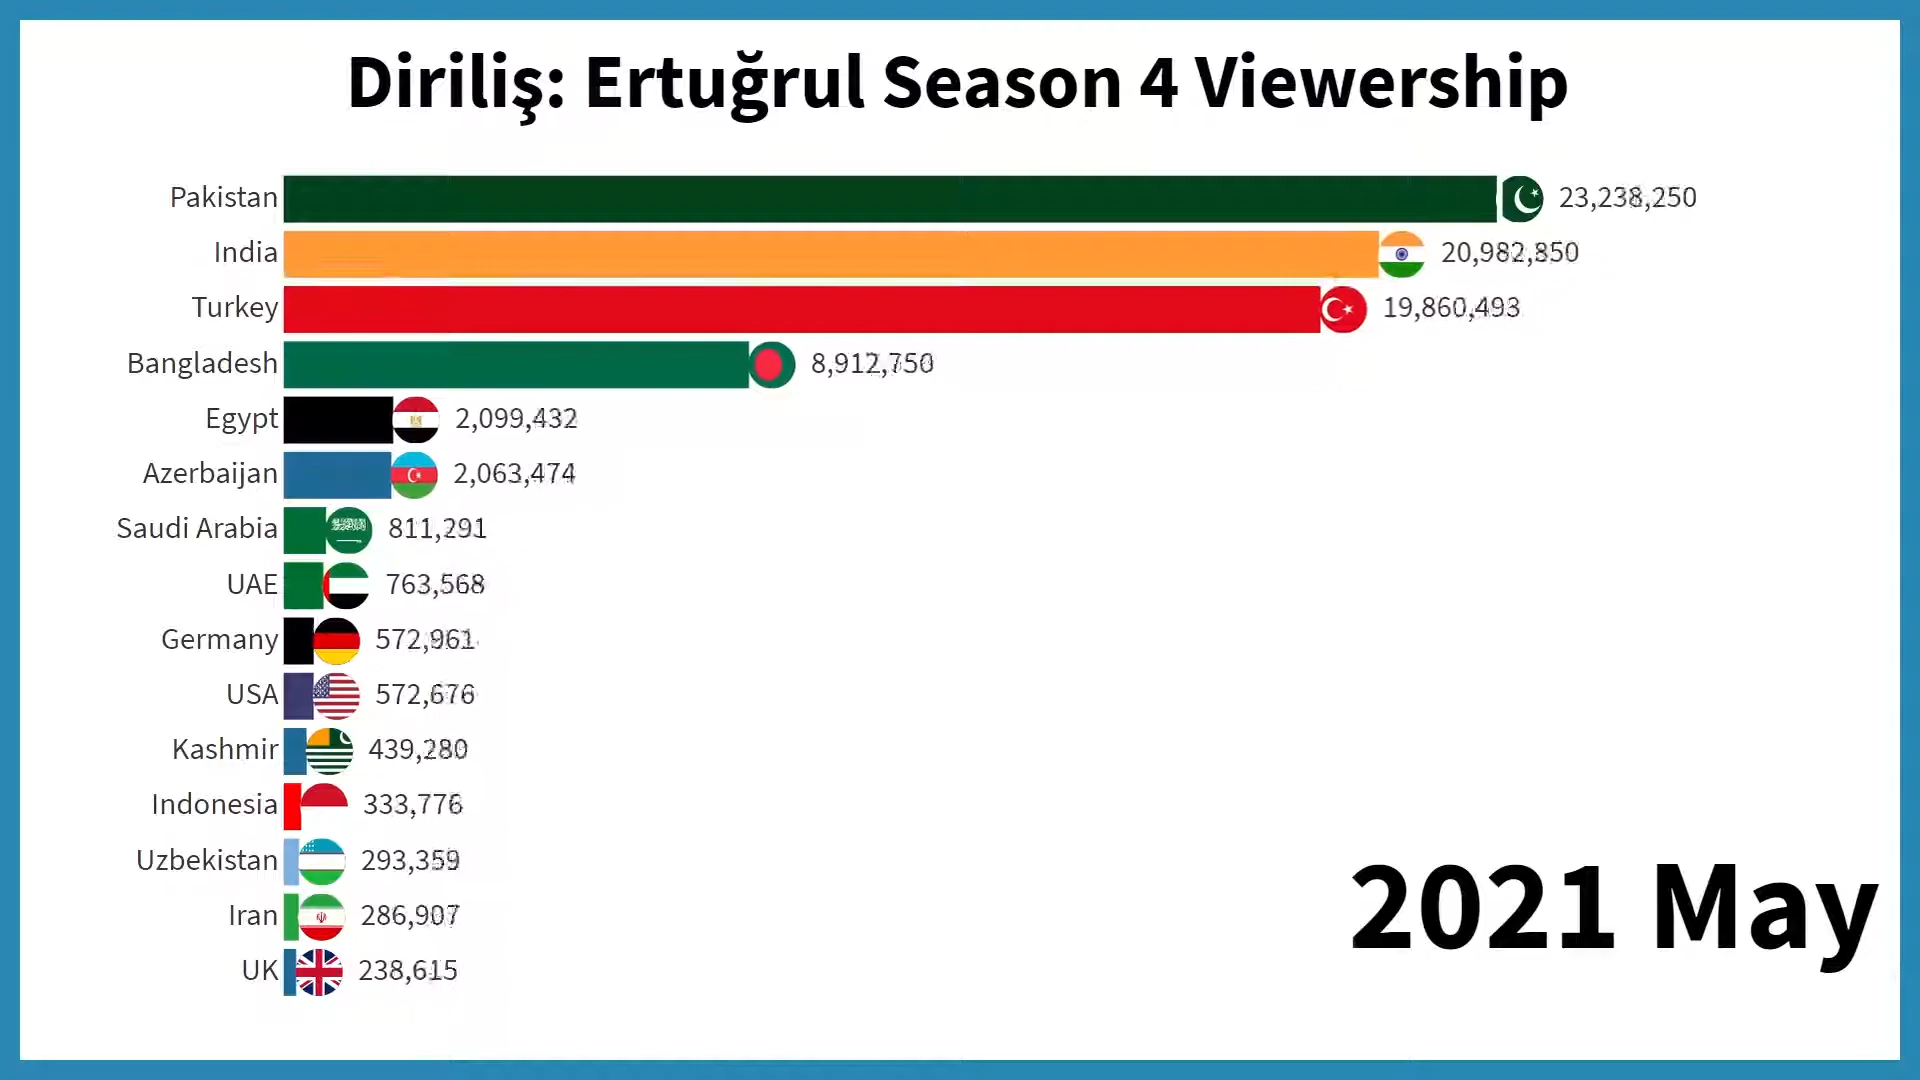 Diriliş: Ertuğrul Season 4 Viewership
Pakistan 23,238,250
India 20,982,850
Turkey 19,860,493
Bangladesh 8,912,750
Egypt 2,099,432
Azerbaijan 2,063,474
Saudi Arabia 811,291
UAE 763,568
Germany 572,961
USA 572,676
Kashmir 439,280
Indonesia 333,776
Uzbekistan 293,359
Iran 286,907
UK 238,615
2021 May